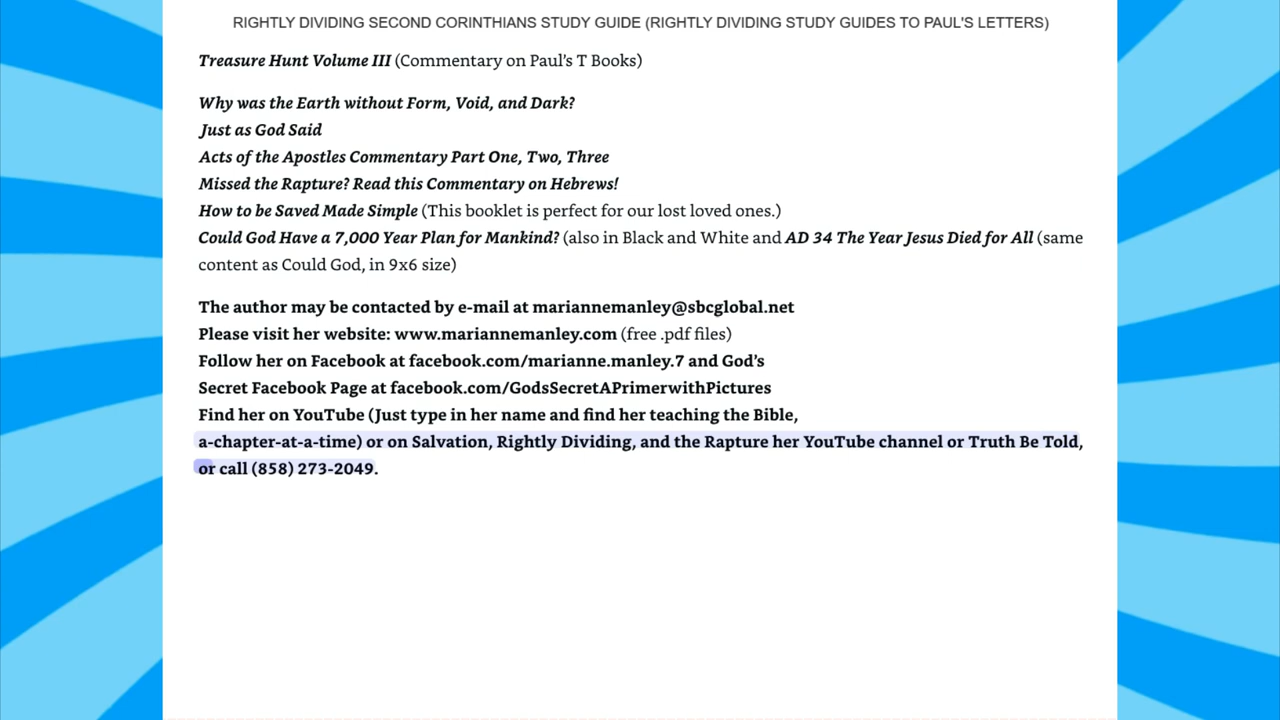 RIGHTLY DIVIDING SECOND CORINTHIANS STUDY GUIDE (RIGHTLY DIVIDING STUDY GUIDES TO PAUL'S LETTERS)
Treasure Hunt Volume III (Commentary on Paul's T Books)
Why was the Earth without Form, Void, and Dark?
Just as God Said
Acts of the Apostles Commentary Part One, Two, Three
Missed the Rapture? Read this Commentary on Hebrews!
How to be Saved Made Simple (This booklet is perfect for our lost loved ones.)
Could God Have a 7,000 Year Plan for Mankind? (also in Black and White and AD 34 The Year Jesus Died for All (same
content as Could God, in 9x6 size)
The author may be contacted by e-mail at mariannemanley@sbcglobal.net
Please visit her website: www.mariannemanley.com (free .pdf files)
Follow her on Facebook at facebook.com/marianne.manley.7 and God's
Secret Facebook Page at facebook.com/GodsSecretAPrimerwithPictures
Find her on YouTube (Just type in her name and find her teaching the Bible,
a-chapter-at-a-time) or on Salvation, Rightly Dividing, and the Rapture her YouTube channel or Truth Be Told,
or call (858) 273-2049.